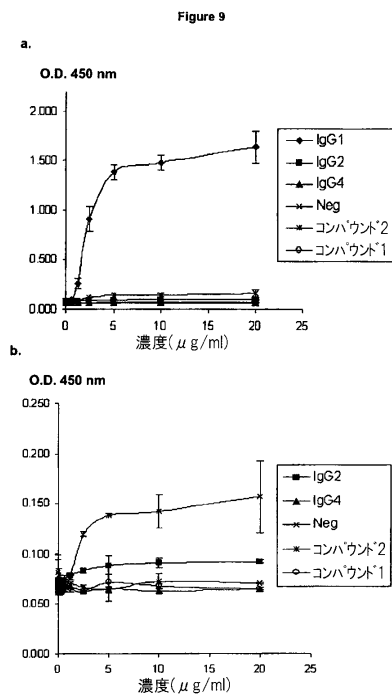 Figure 9
a.
O.D. 450 nm
2.000
1.500
1.000
0.500
0.000
0 5 10 15 20 25
濃度(μg/ml)
IgG1
IgG2
IgG4
Neg
コンパウンド2
コンパウンド1
b.
O.D. 450 nm
0.250
0.200
0.150
0.100
0.050
0.000
0 5 10 15 20 25
濃度(μg/ml)
IgG2
IgG4
Neg
コンパウンド2
コンパウンド1